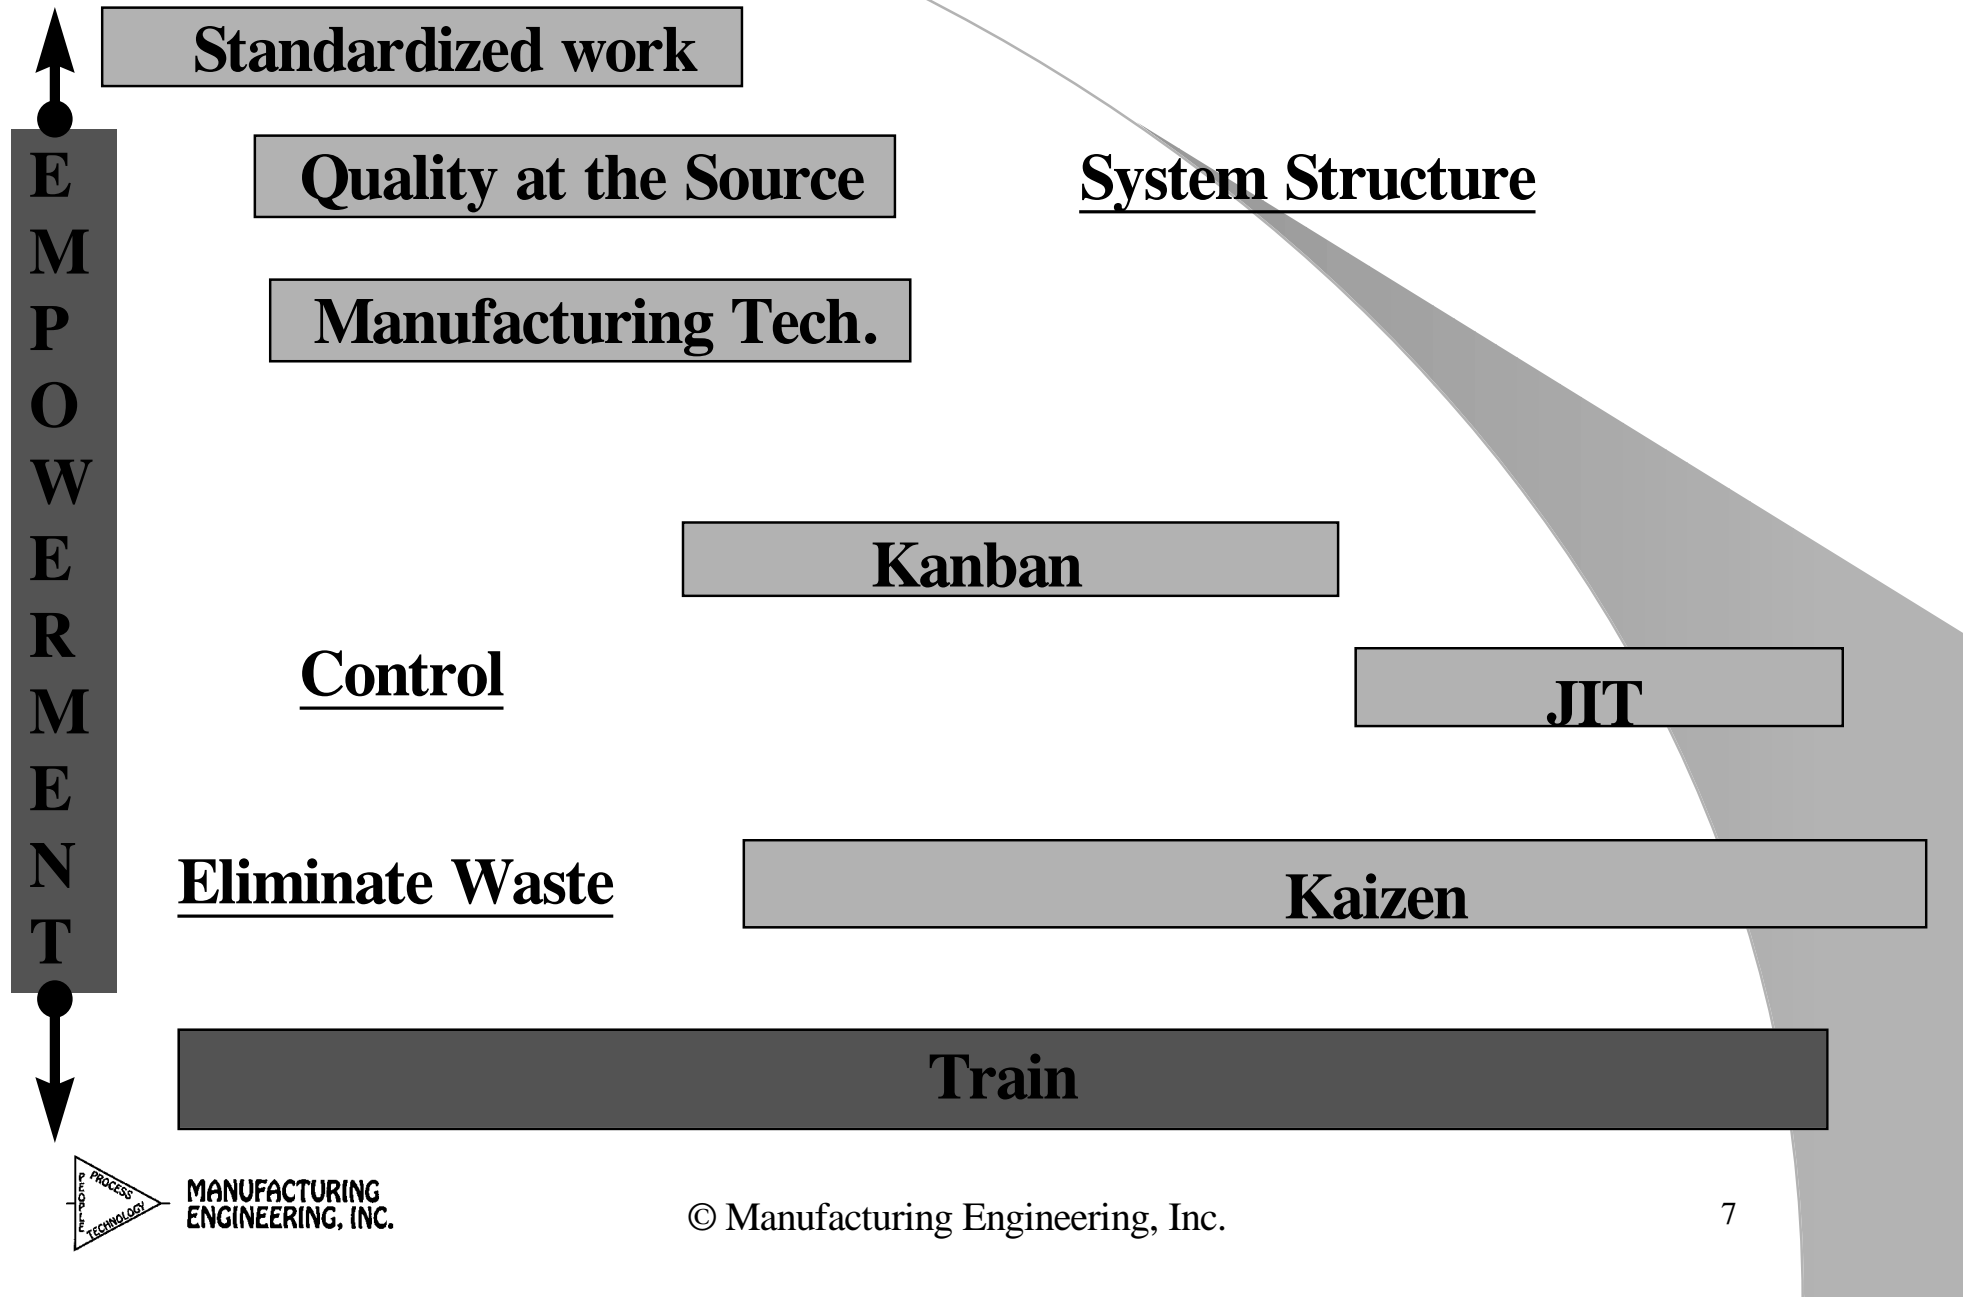 Standardized work
Quality at the Source
System Structure
Manufacturing Tech.
E
M
P
O
W
E
R
M
E
N
T
Kanban
Control
JIT
Eliminate Waste
Kaizen
Train
PEOPLE
PROCESS
TECHNOLOGY
MANUFACTURING
ENGINEERING, INC.
© Manufacturing Engineering, Inc.
7